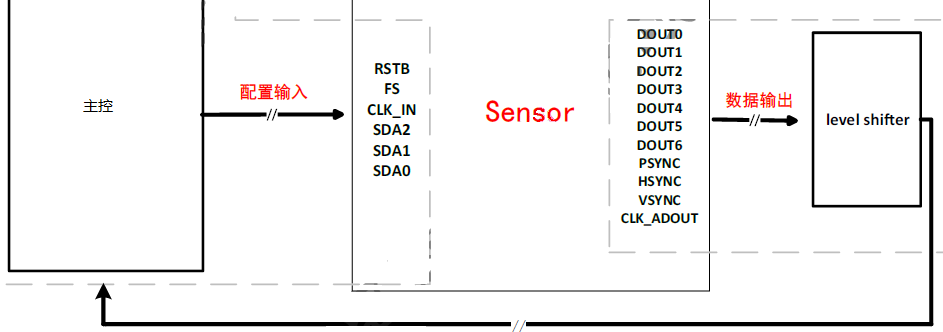 主控
配置输入
RSTB
FS
CLK_IN
SDA2
SDA1
SDA0
Sensor
DOUT0
DOUT1
DOUT2
DOUT3
DOUT4
DOUT5
DOUT6
PSYNC
HSYNC
VSYNC
CLK_ADOUT
数据输出
level shifter